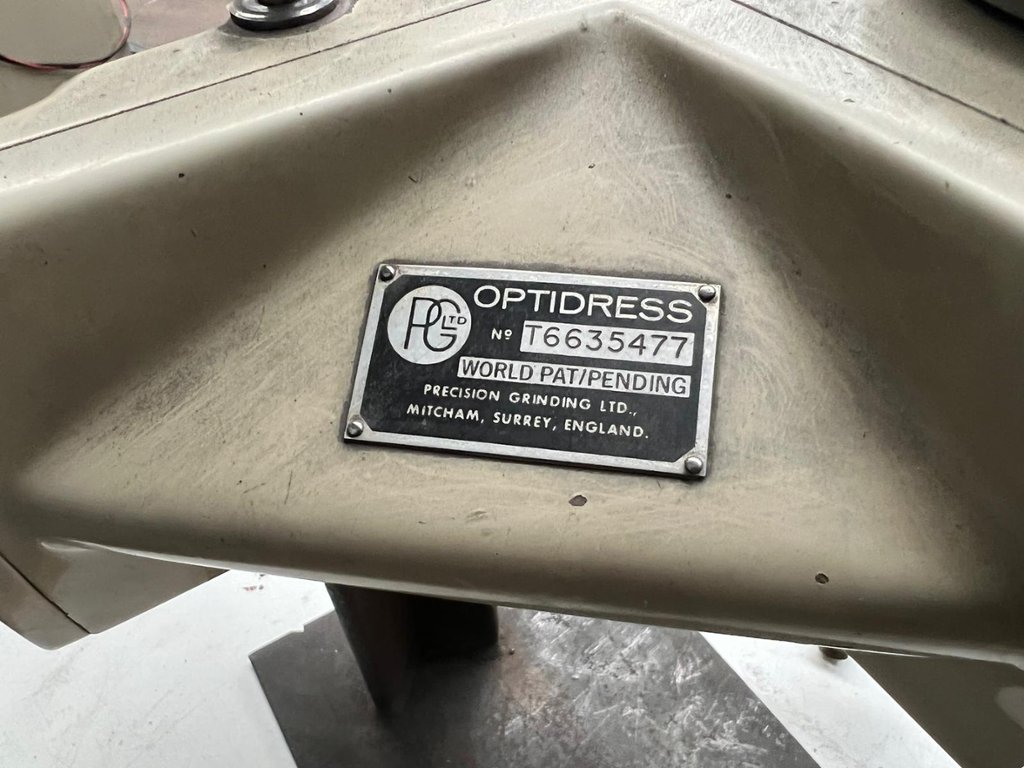 PG LTD
OPTIDRESS
Nº T6635477
WORLD PAT/PENDING
PRECISION GRINDING LTD.,
MITCHAM, SURREY, ENGLAND.